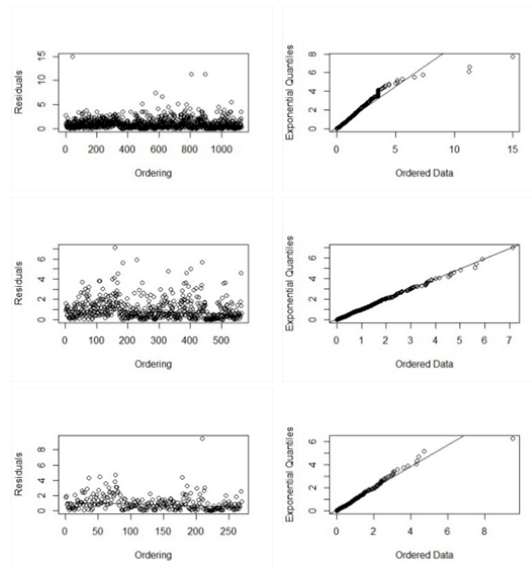 Residuals
15
10
5
0
0 200 400 600 800 1000
Ordering
Exponential Quantiles
8
6
4
2
0
0 5 10 15
Ordered Data
Residuals
6
4
2
0
0 100 200 300 400 500
Ordering
Exponential Quantiles
6
4
2
0
0 1 2 3 4 5 6 7
Ordered Data
Residuals
8
6
4
2
0
0 50 100 150 200 250
Ordering
Exponential Quantiles
6
4
2
0
0 2 4 6 8
Ordered Data